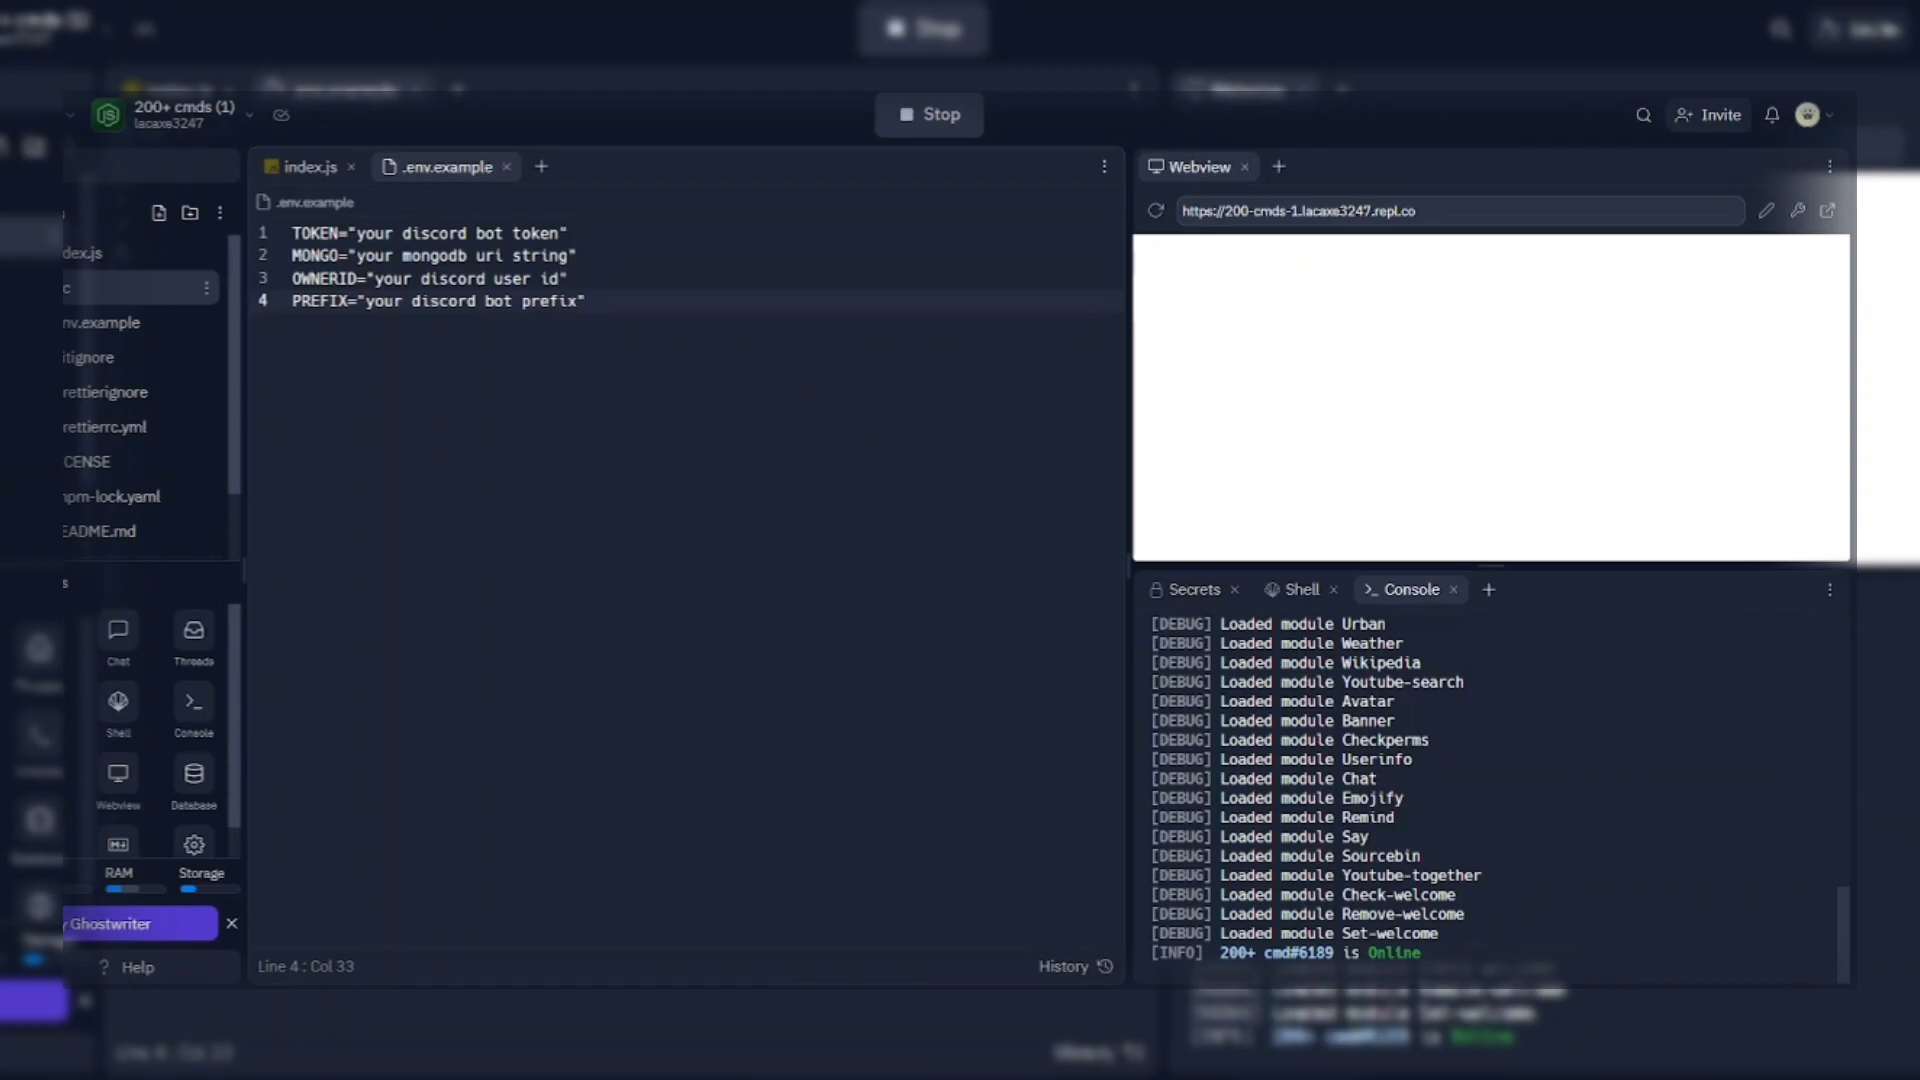 200+ cmds (1)
lacaxe3247
Stop
Invite
index.js
.env.example
Webview
.env.example
https://200-cmds-1.lacaxe3247.repl.co
1 TOKEN="your discord bot token"
2 MONGO="your mongodb uri string"
3 OWNERID="your discord user id"
4 PREFIX="your discord bot prefix"
dex.js
c
nv.example
itignore
rettierignore
rettierrc.yml
CENSE
npm-lock.yaml
EADME.md
s
Chat
Threads
Shell
Console
Webview
Database
RAM
Storage
y Ghostwriter
Help
Line 4 : Col 33
History
Secrets
Shell
Console
[DEBUG] Loaded module Urban
[DEBUG] Loaded module Weather
[DEBUG] Loaded module Wikipedia
[DEBUG] Loaded module Youtube-search
[DEBUG] Loaded module Avatar
[DEBUG] Loaded module Banner
[DEBUG] Loaded module Checkperms
[DEBUG] Loaded module Userinfo
[DEBUG] Loaded module Chat
[DEBUG] Loaded module Emojify
[DEBUG] Loaded module Remind
[DEBUG] Loaded module Say
[DEBUG] Loaded module Sourcebin
[DEBUG] Loaded module Youtube-together
[DEBUG] Loaded module Check-welcome
[DEBUG] Loaded module Remove-welcome
[DEBUG] Loaded module Set-welcome
[INFO] 200+ cmd#6189 is Online